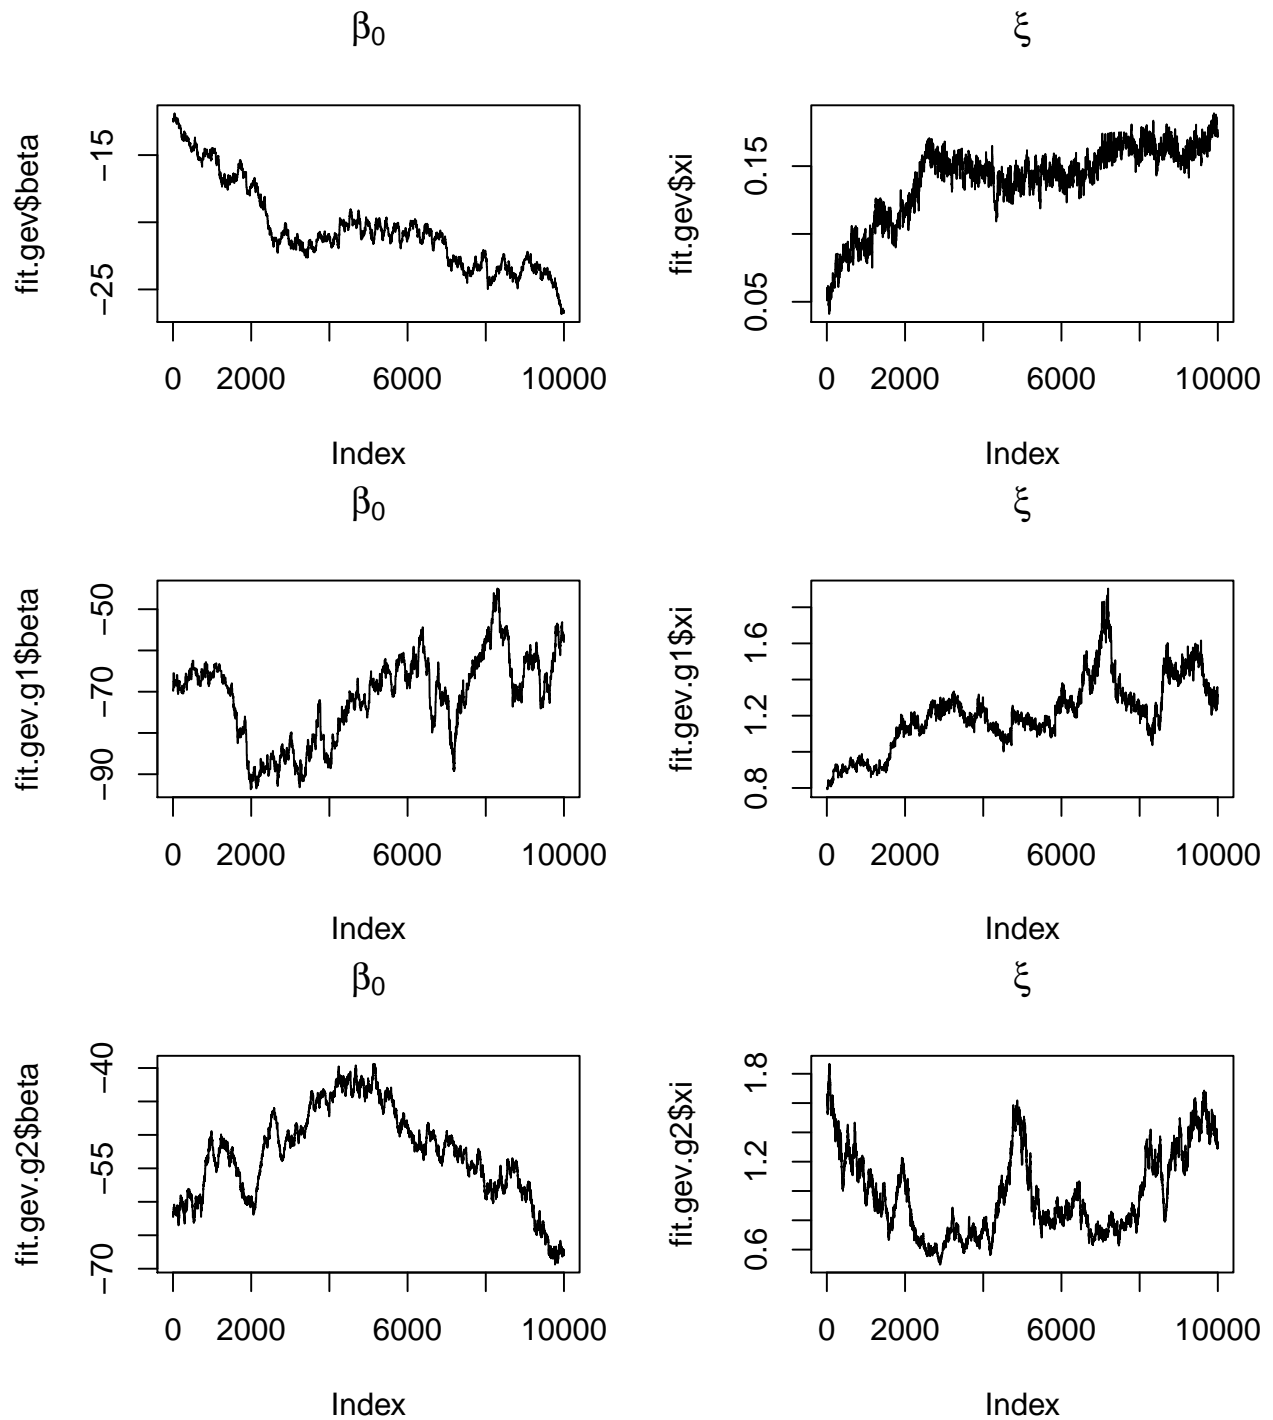 β0
ξ
fit.gev$beta
−15
−25
0 2000 6000 10000
Index
fit.gev$xi
0.15
0.05
0 2000 6000 10000
Index
β0
ξ
fit.gev.g1$beta
−50
−70
−90
0 2000 6000 10000
Index
fit.gev.g1$xi
1.6
1.2
0.8
0 2000 6000 10000
Index
β0
ξ
fit.gev.g2$beta
−40
−55
−70
0 2000 6000 10000
Index
fit.gev.g2$xi
1.8
1.2
0.6
0 2000 6000 10000
Index